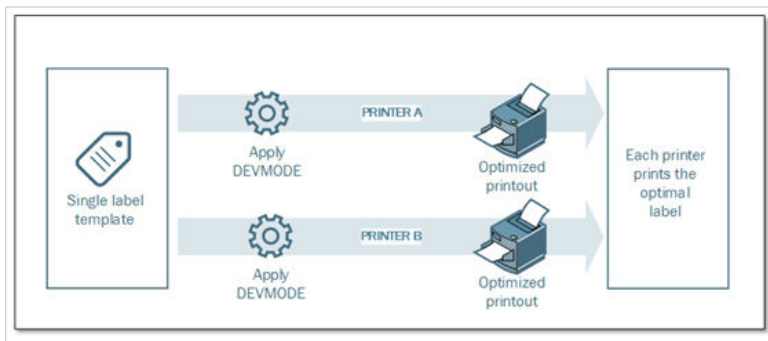 Single label
template
Apply
DEVMODE
PRINTER A
Optimized
printout
Apply
DEVMODE
PRINTER B
Optimized
printout
Each printer
prints the
optimal
label